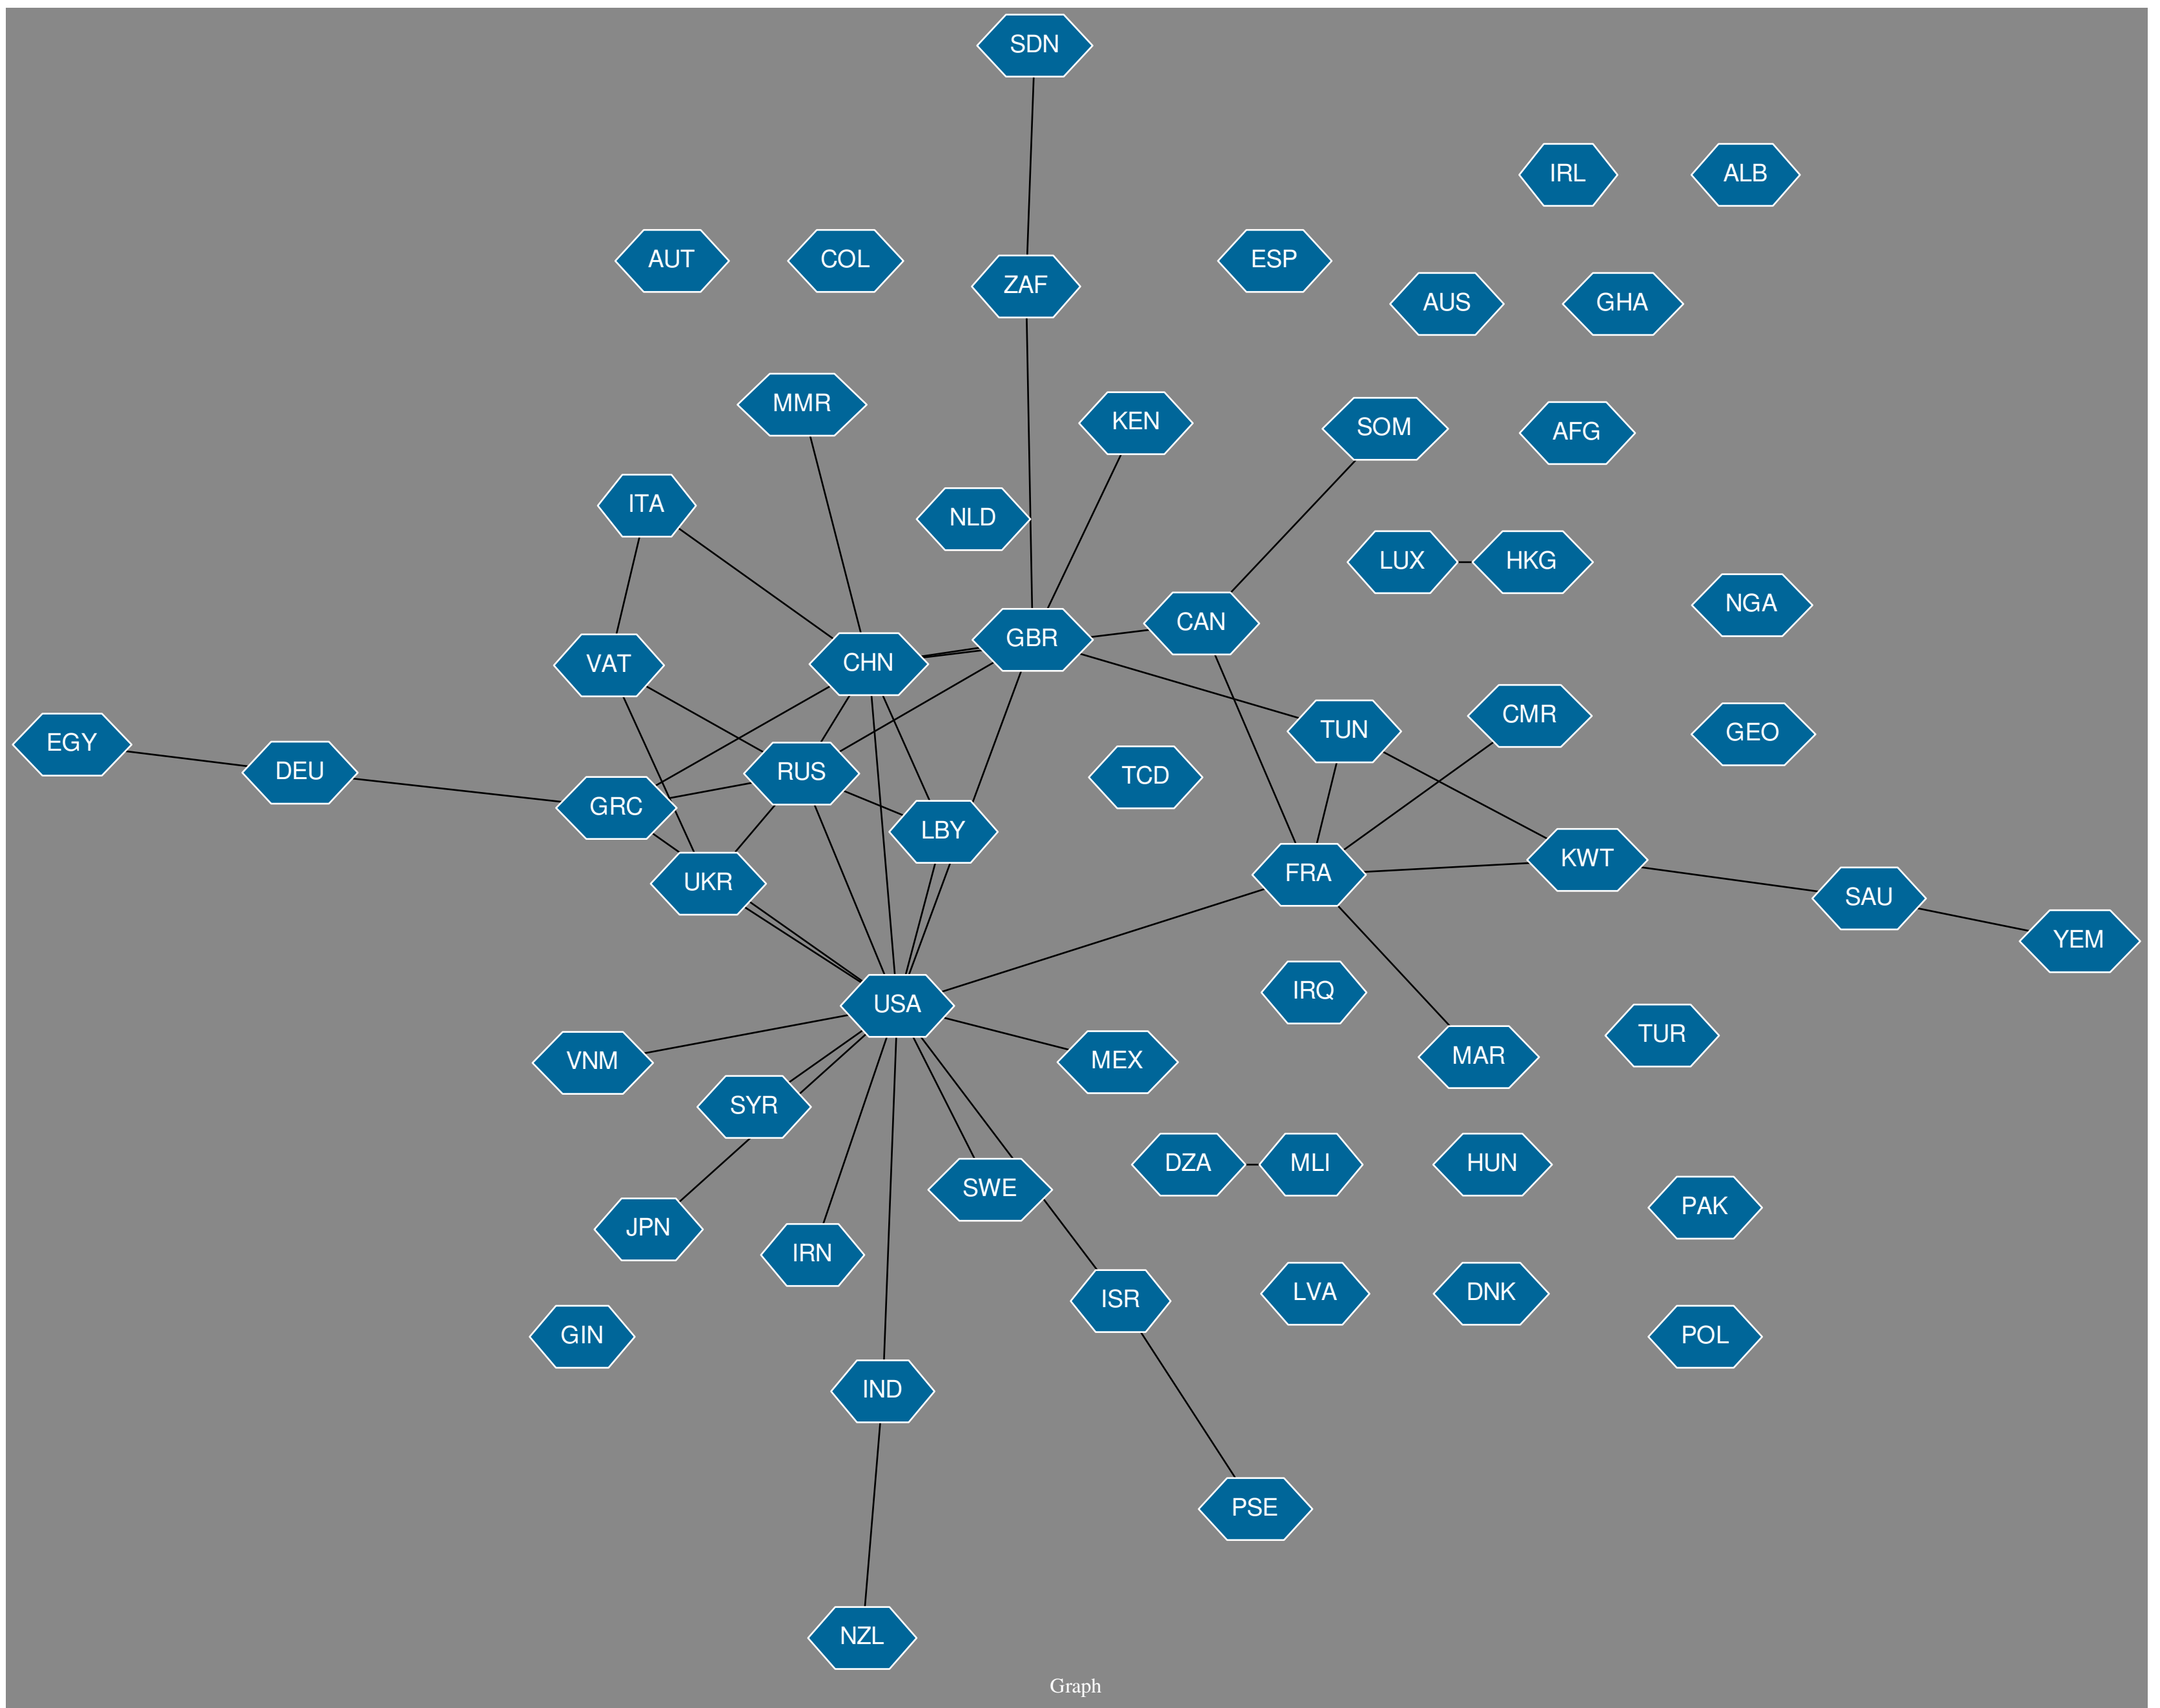 SDN
IRL
ALB
AUT
COL
ESP
ZAF
AUS
GHA
MMR
KEN
SOM
AFG
ITA
NLD
LUX
HKG
NGA
CAN
GBR
CHN
VAT
CMR
TUN
GEO
EGY
DEU
RUS
TCD
GRC
LBY
KWT
FRA
UKR
SAU
YEM
IRQ
USA
TUR
MAR
VNM
MEX
SYR
DZA
MLI
HUN
SWE
PAK
JPN
IRN
LVA
DNK
ISR
GIN
POL
IND
PSE
NZL
Graph